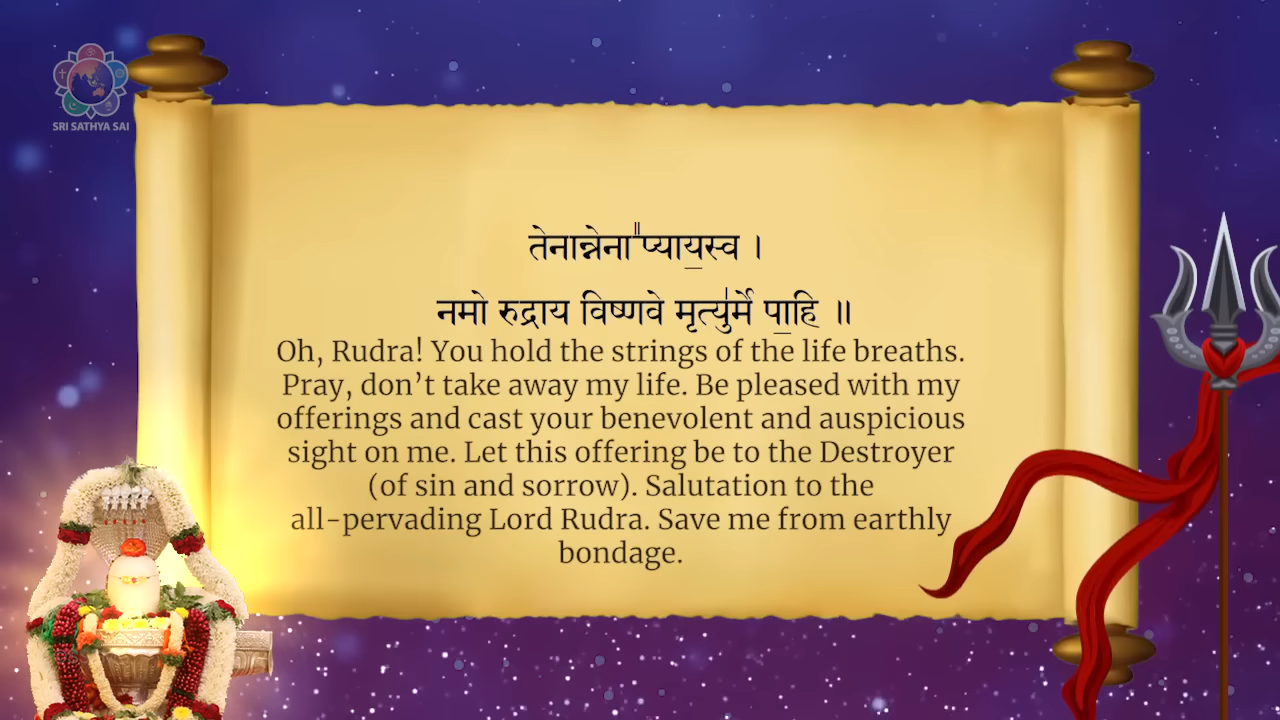 SRI SATHYA SAI
तेनान्नेना᳚प्याय॒स्व ।
नमो रुद्राय विष्णवे मृत्यु॑र्मे पा॒हि ॥
Oh, Rudra! You hold the strings of the life breaths.
Pray, don’t take away my life. Be pleased with my
offerings and cast your benevolent and auspicious
sight on me. Let this offering be to the Destroyer
(of sin and sorrow). Salutation to the
all-pervading Lord Rudra. Save me from earthly
bondage.